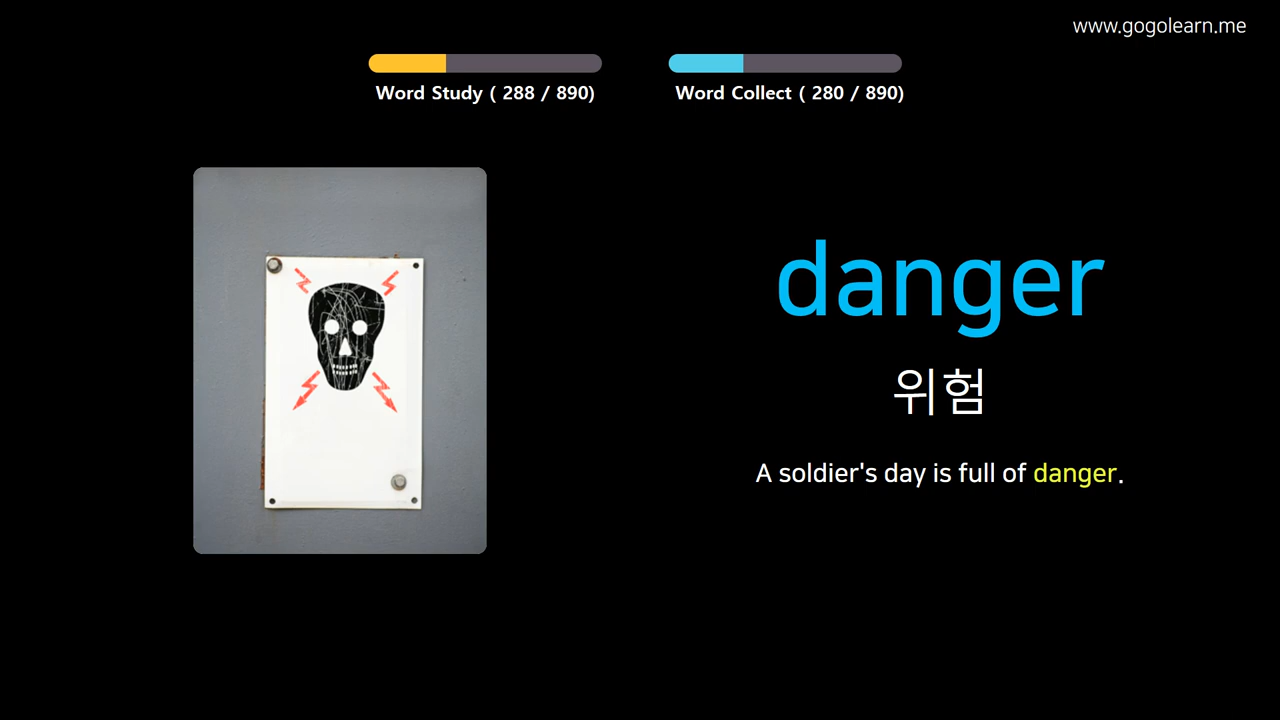 www.gogolearn.me
Word Study ( 288 / 890)
Word Collect ( 280 / 890)
danger
위험
A soldier's day is full of danger.